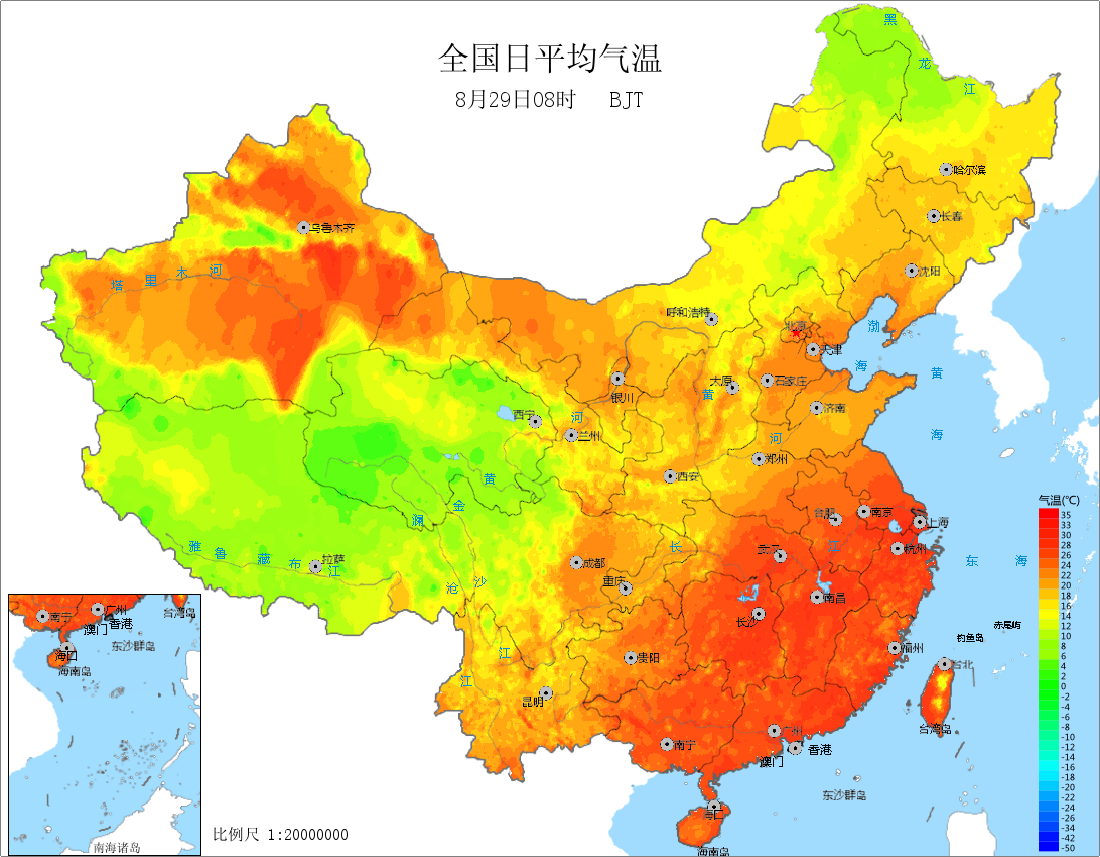 全国日平均气温
8月29日08时 BJT
黑
龙
江
哈尔滨
长春
沈阳
乌鲁木齐
塔 里 木 河
呼和浩特
北京
天津
渤
海
黄
海
太原
石家庄
黄
银川
济南
西宁
河
兰州
河
郑州
西安
黄
金
澜
气温(℃)
35
33
30
28
26
24
22
20
18
16
14
12
10
8
6
4
2
0
-2
-4
-6
-8
-10
-12
-14
-16
-18
-20
-22
-24
-26
-34
-42
-50
合肥
南京
上海
杭州
长
江
武汉
东 海
雅 鲁 藏 布 江
拉萨
成都
重庆
沧
沙
南昌
长沙
赤尾屿
钓鱼岛
福州
台北
贵阳
江
江
昆明
台湾岛
广州
南宁
香港
澳门
东沙群岛
海口
海南岛
南宁
广州
台湾岛
香港
澳门
东沙群岛
海口
海南岛
南海诸岛
比例尺 1:20000000